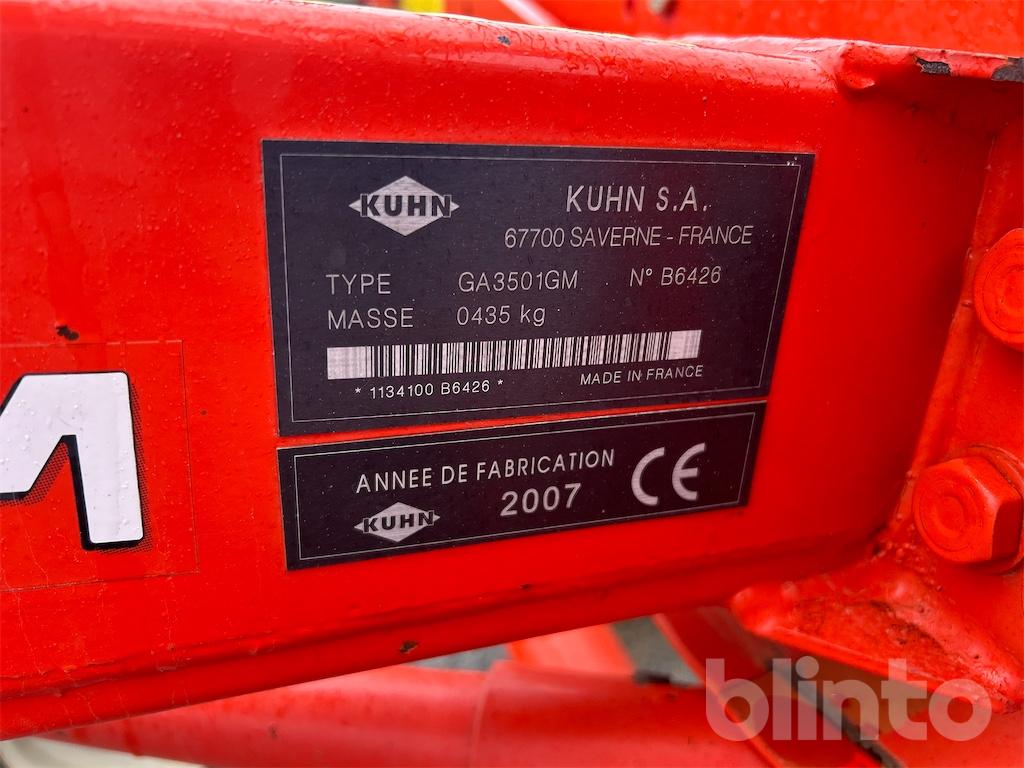 KUHN
KUHN S.A.
67700 SAVERNE - FRANCE
TYPE GA3501GM N° B6426
MASSE 0435 kg
* 1134100 B6426 *
MADE IN FRANCE
ANNEE DE FABRICATION
2007
CE
KUHN
M
blinto